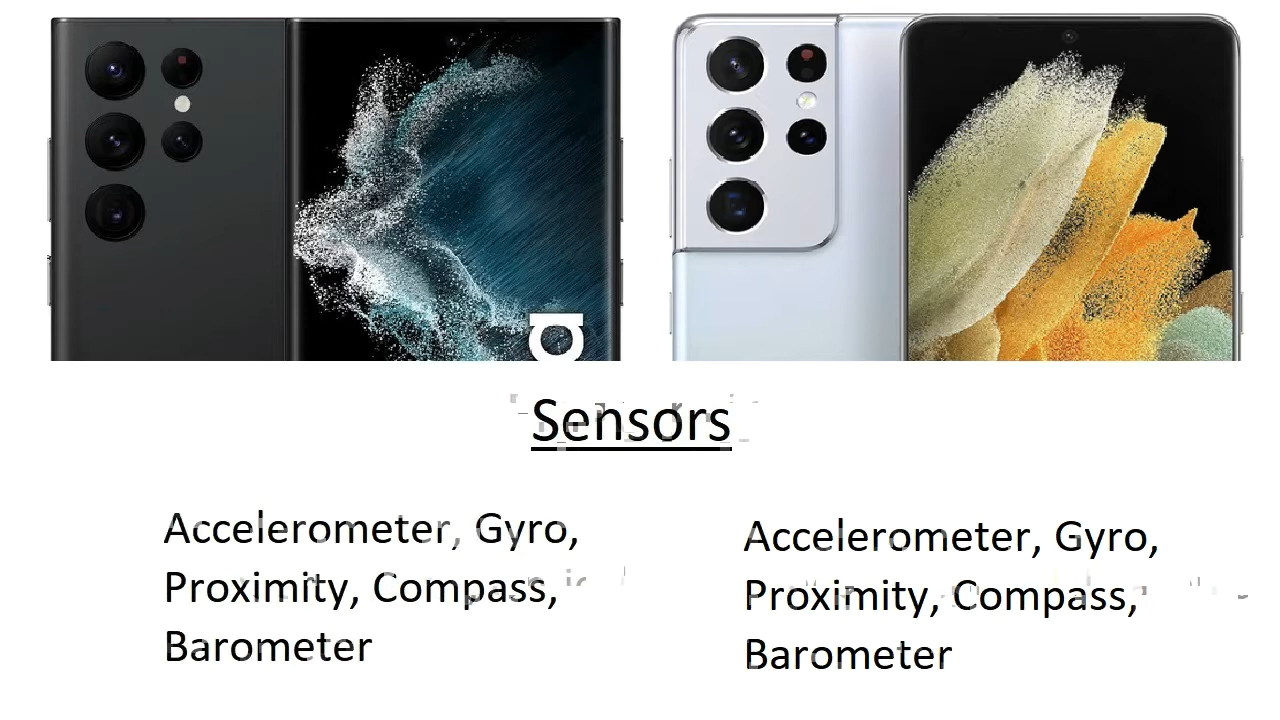 Sensors
Accelerometer, Gyro,
Proximity, Compass,
Barometer
Accelerometer, Gyro,
Proximity, Compass,
Barometer